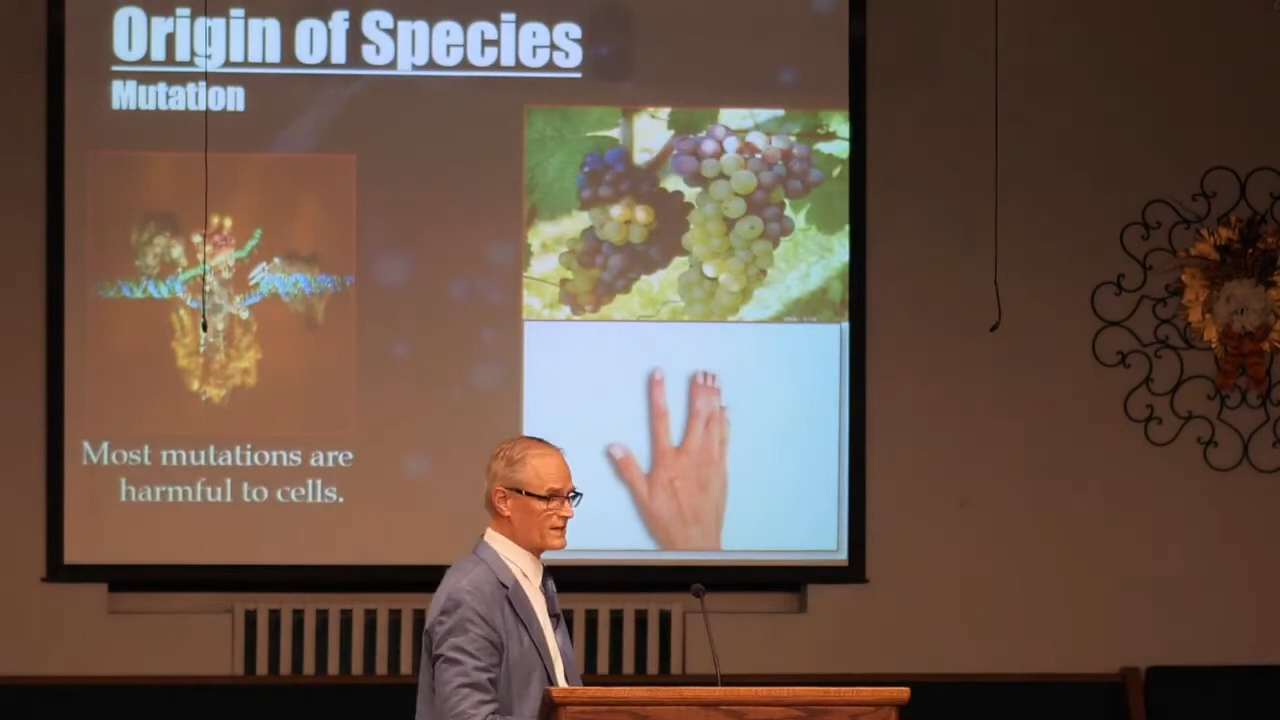 Origin of Species
Mutation
Most mutations are
harmful to cells.